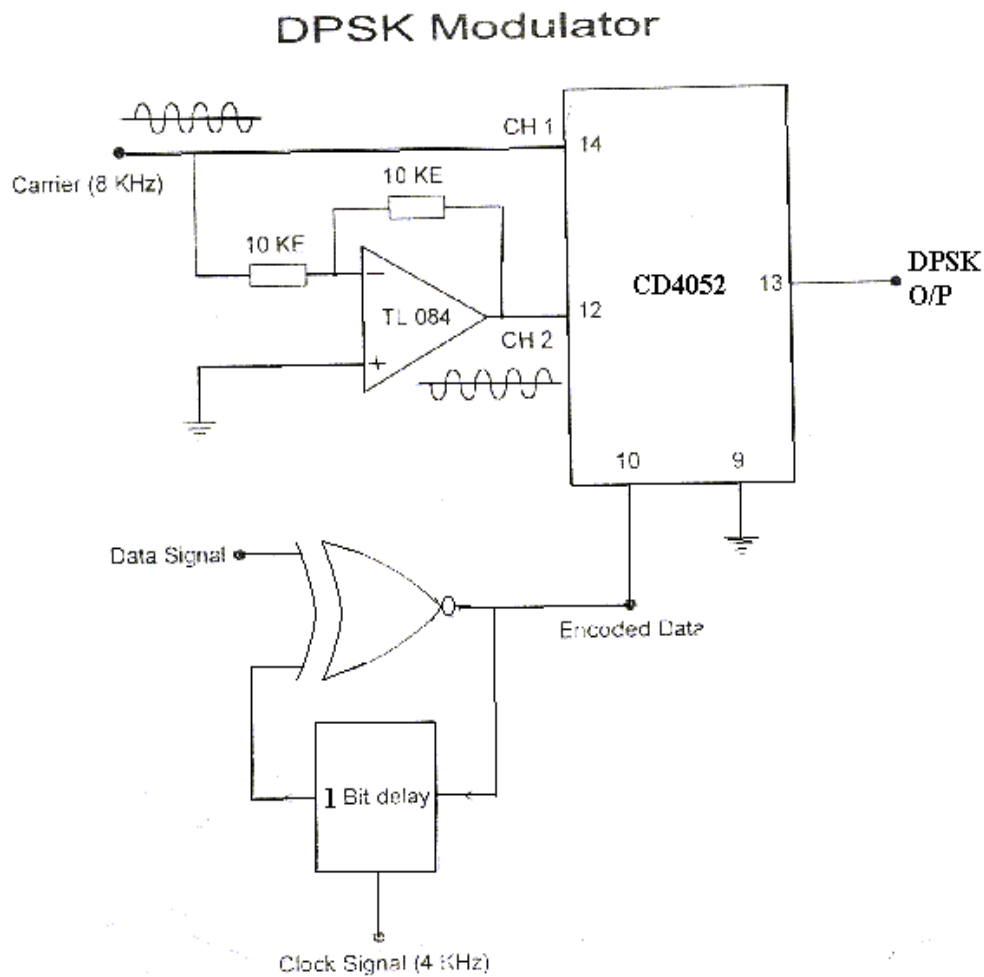 DPSK Modulator
CH 1
14
Carrier (8 KHz)
10 KE
10 KE
TL 084
CH 2
12
CD4052
13
DPSK
O/P
10
9
Data Signal
Encoded Data
1 Bit delay
Clock Signal (4 KHz)